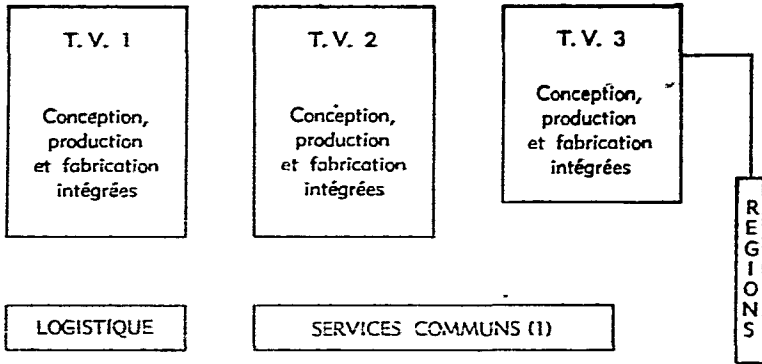 T. V. 1
Conception,
production
et fabrication
intégrées
T. V. 2
Conception,
production
et fabrication
intégrées
T. V. 3
Conception,
production
et fabrication
intégrées
REGIONS
LOGISTIQUE
SERVICES COMMUNS (1)